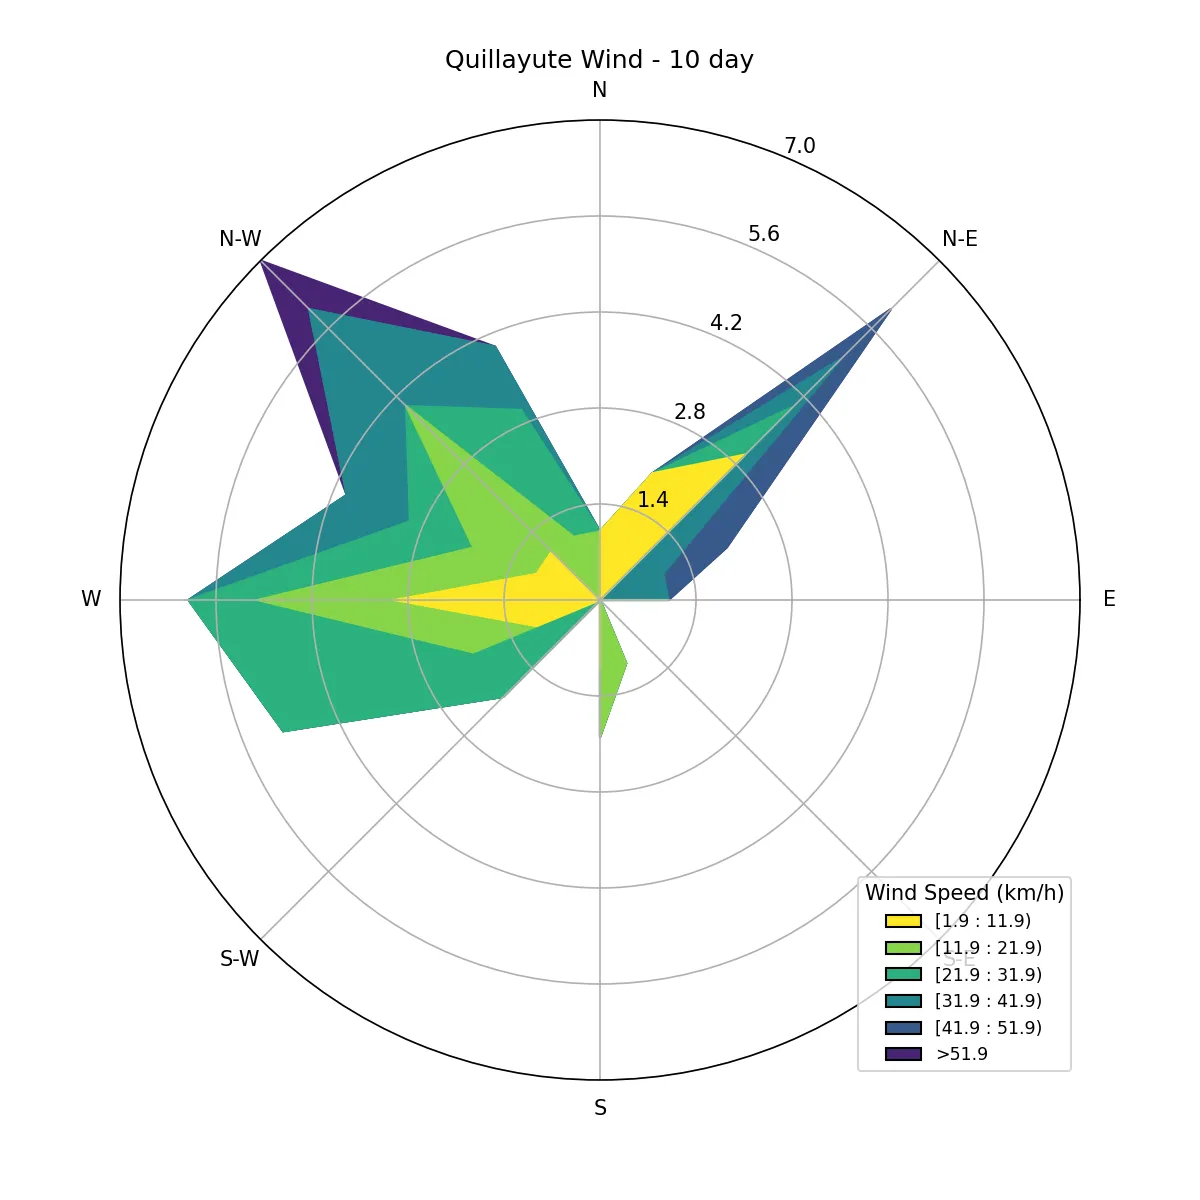 Quillayute Wind - 10 day
N
7.0
5.6
N-W
N-E
4.2
2.8
1.4
W
E
S-W
S-E
S
Wind Speed (km/h)
[1.9 : 11.9)
[11.9 : 21.9)
[21.9 : 31.9)
[31.9 : 41.9)
[41.9 : 51.9)
>51.9